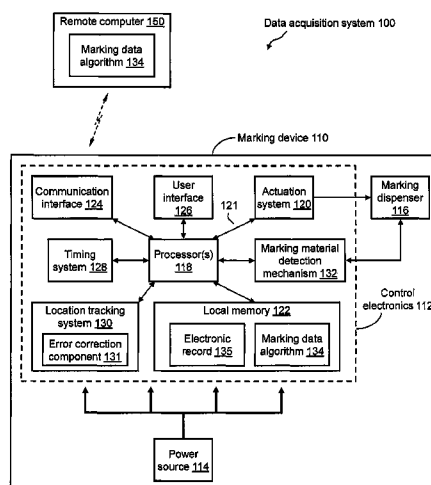 Remote computer 150
Data acquisition system 100
Marking data
algorithm 134
Marking device 110
Communication
interface 124
User
interface 126
121
Actuation
system 120
Marking
dispenser
116
Timing
system 128
Processor(s)
118
Marking material
detection
mechanism 132
Control
electronics 112
Location tracking
system 130
Error correction
component 131
Local memory 122
Electronic
record 135
Marking data
algorithm 134
Power
source 114